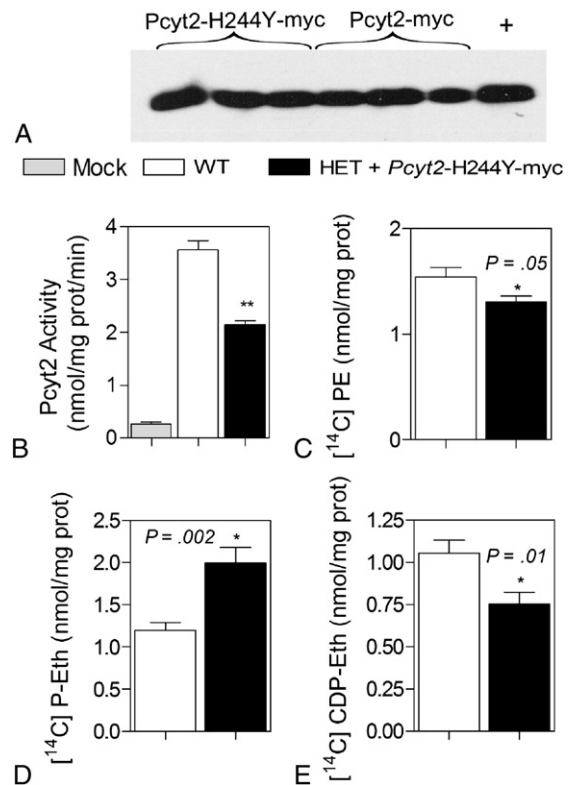 Pcyt2-H244Y-myc Pcyt2-myc +
A
Mock WT HET + Pcyt2-H244Y-myc
B
Pcyt2 Activity
(nmol/mg prot/min)
4
3
2
1
0
**
C
[¹⁴C] PE (nmol/mg prot)
2
1
0
P = .05
*
D
[¹⁴C] P-Eth (nmol/mg prot)
2.5
2.0
1.5
1.0
0.0
P = .002
*
E
[¹⁴C] CDP-Eth (nmol/mg prot)
1.25
1.00
0.75
0.50
0.25
0.00
P = .01
*